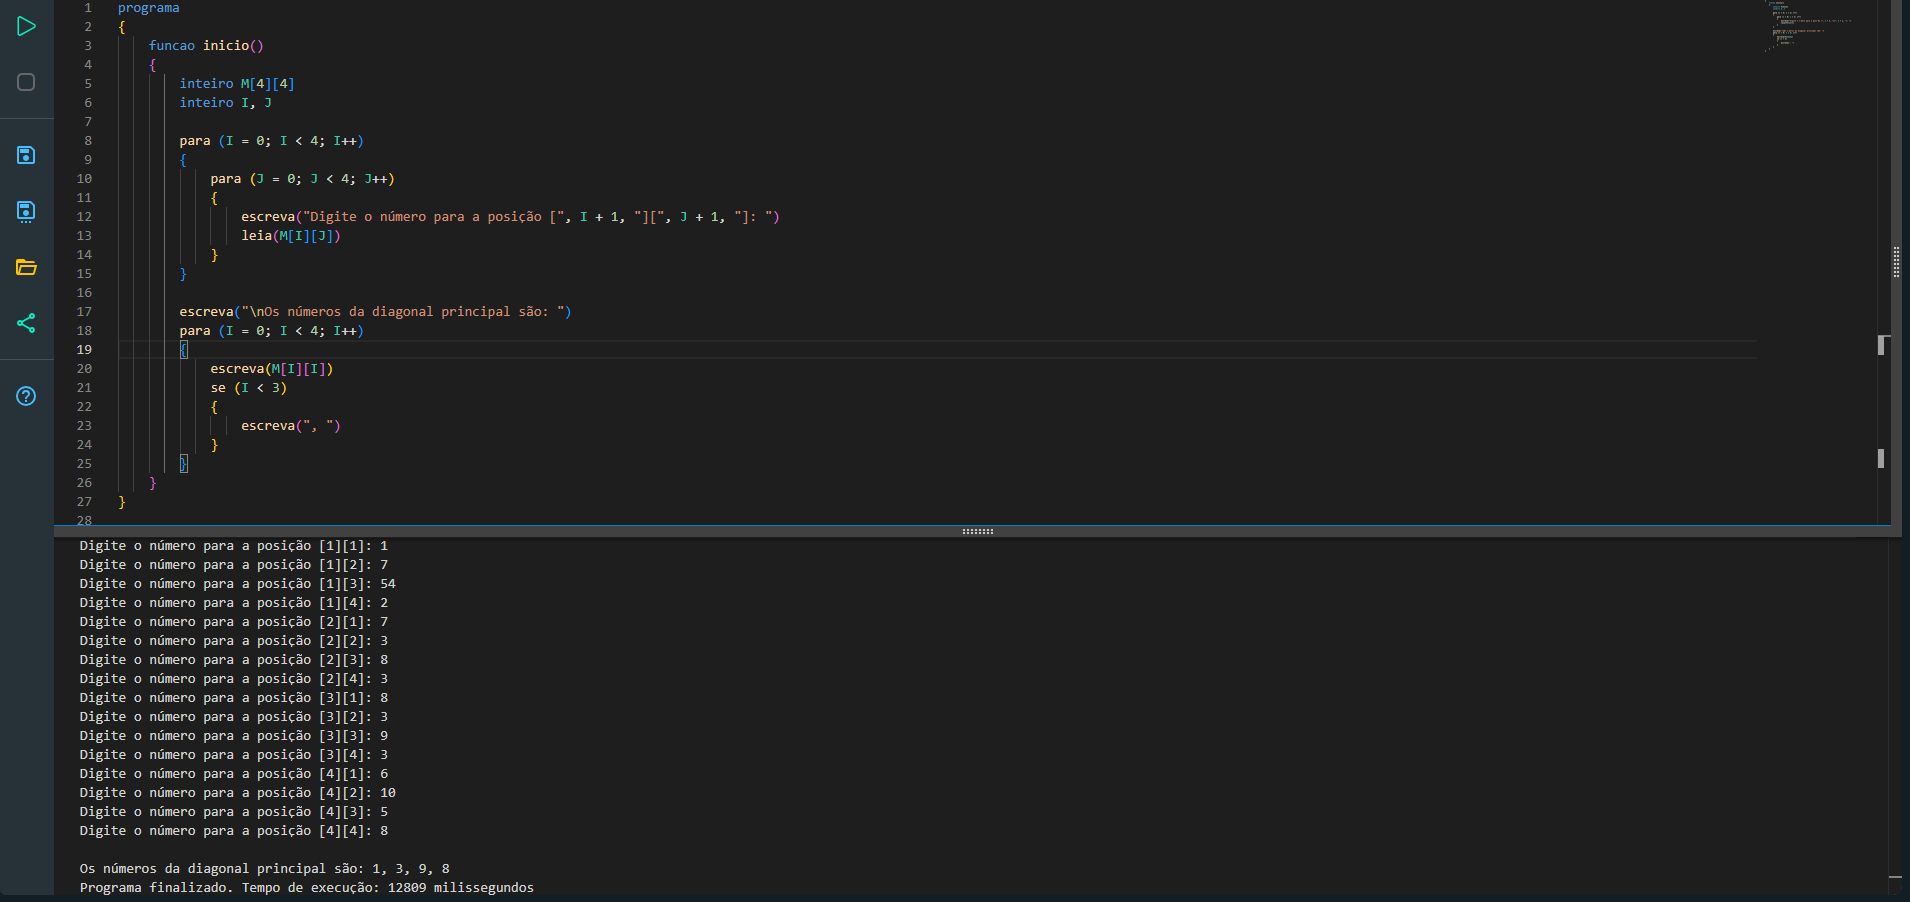 1 programa
2 {
3 funcao inicio()
4 {
5 inteiro M[4][4]
6 inteiro I, J
7
8 para (I = 0; I < 4; I++)
9 {
10 para (J = 0; J < 4; J++)
11 {
12 escreva("Digite o número para a posição [", I + 1, "][", J + 1, "]: ")
13 leia(M[I][J])
14 }
15 }
16
17 escreva("\nOs números da diagonal principal são: ")
18 para (I = 0; I < 4; I++)
19 {
20 escreva(M[I][I])
21 se (I < 3)
22 {
23 escreva(", ")
24 }
25 }
26 }
27 }
28
Digite o número para a posição [1][1]: 1
Digite o número para a posição [1][2]: 7
Digite o número para a posição [1][3]: 54
Digite o número para a posição [1][4]: 2
Digite o número para a posição [2][1]: 7
Digite o número para a posição [2][2]: 3
Digite o número para a posição [2][3]: 8
Digite o número para a posição [2][4]: 3
Digite o número para a posição [3][1]: 8
Digite o número para a posição [3][2]: 3
Digite o número para a posição [3][3]: 9
Digite o número para a posição [3][4]: 3
Digite o número para a posição [4][1]: 6
Digite o número para a posição [4][2]: 10
Digite o número para a posição [4][3]: 5
Digite o número para a posição [4][4]: 8
Os números da diagonal principal são: 1, 3, 9, 8
Programa finalizado. Tempo de execução: 12809 milissegundos